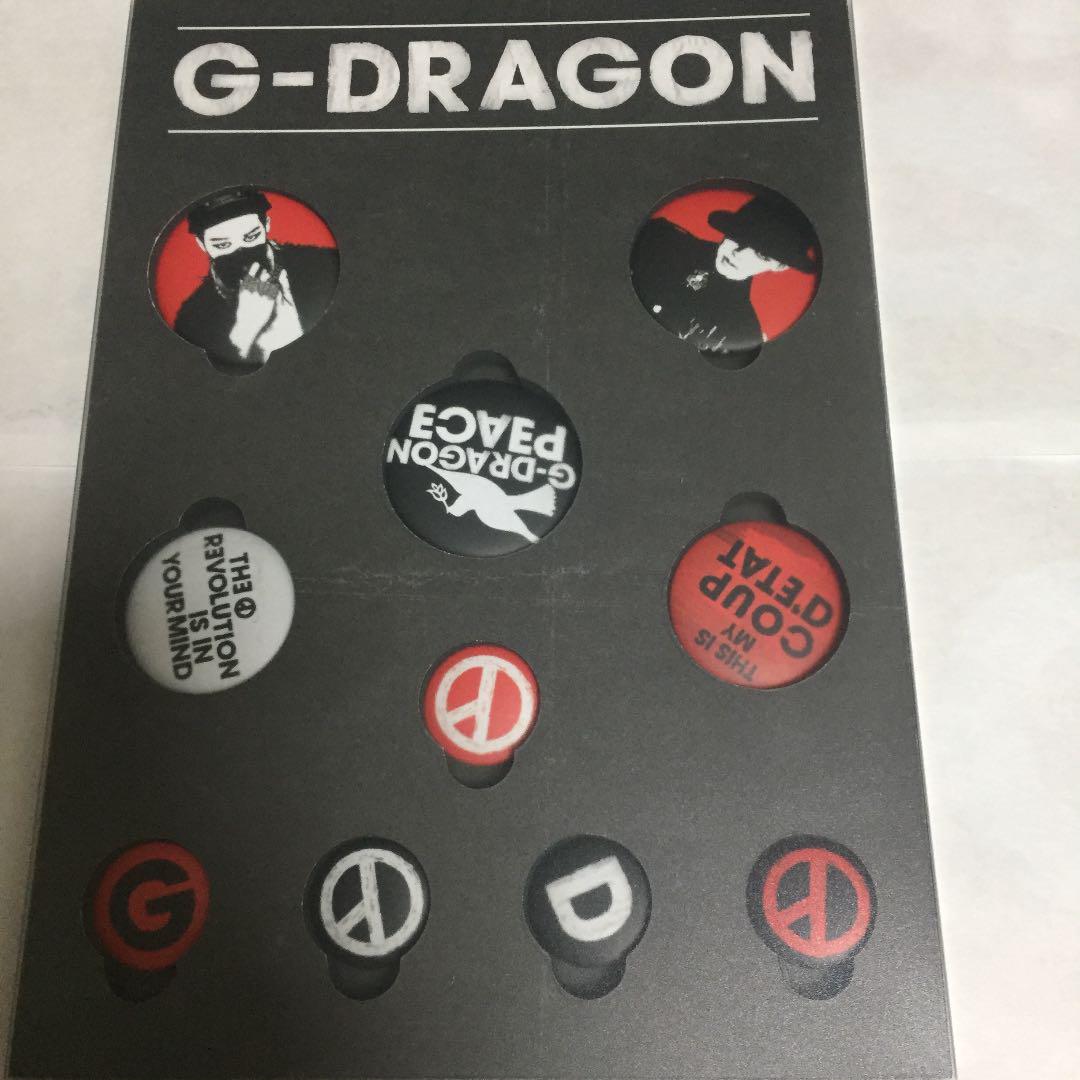 G-DRAGON
G-DRAGON
PEACE
THE
REVOLUTION
IS IN
YOUR MIND
THIS IS
MY
COUP
D'ETAT
G
D